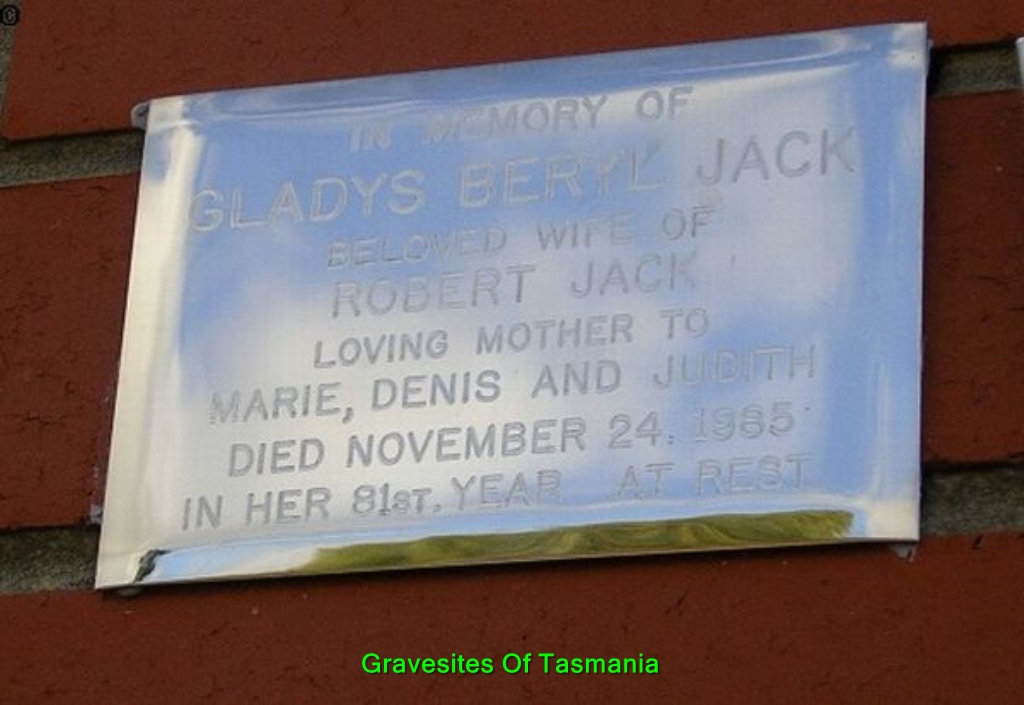 ©
IN MEMORY OF
GLADYS BERYL JACK
BELOVED WIFE OF
ROBERT JACK
LOVING MOTHER TO
MARIE, DENIS AND JUDITH
DIED NOVEMBER 24. 1985
IN HER 81ST. YEAR AT REST
Gravesites Of Tasmania